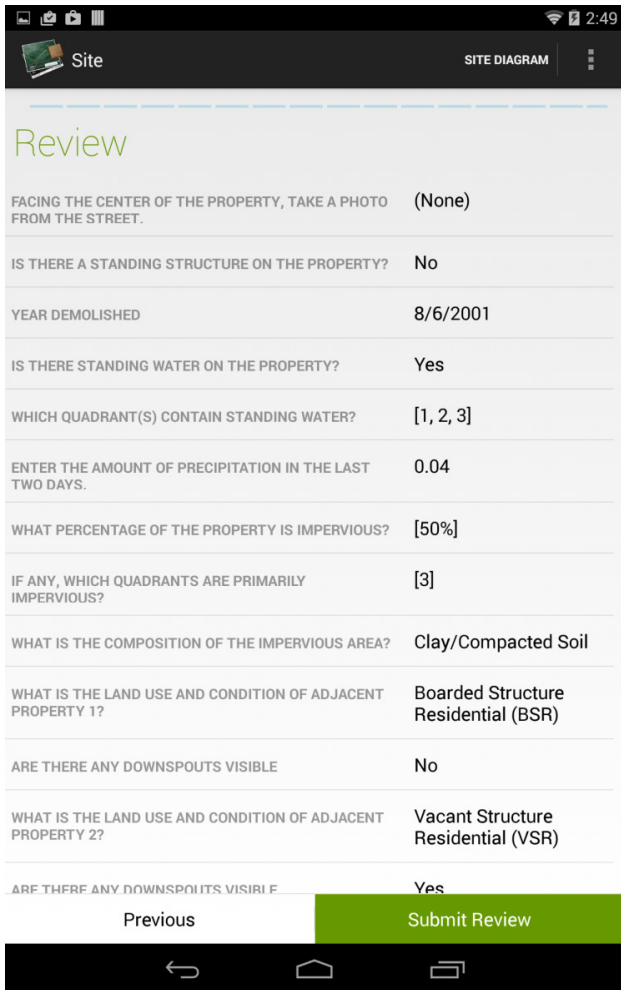 2:49
Site
SITE DIAGRAM
Review
FACING THE CENTER OF THE PROPERTY, TAKE A PHOTO
FROM THE STREET.
(None)
IS THERE A STANDING STRUCTURE ON THE PROPERTY?
No
YEAR DEMOLISHED
8/6/2001
IS THERE STANDING WATER ON THE PROPERTY?
Yes
WHICH QUADRANT(S) CONTAIN STANDING WATER?
[1, 2, 3]
ENTER THE AMOUNT OF PRECIPITATION IN THE LAST
TWO DAYS.
0.04
WHAT PERCENTAGE OF THE PROPERTY IS IMPERVIOUS?
[50%]
IF ANY, WHICH QUADRANTS ARE PRIMARILY
IMPERVIOUS?
[3]
WHAT IS THE COMPOSITION OF THE IMPERVIOUS AREA?
Clay/Compacted Soil
WHAT IS THE LAND USE AND CONDITION OF ADJACENT
PROPERTY 1?
Boarded Structure
Residential (BSR)
ARE THERE ANY DOWNSPOUTS VISIBLE
No
WHAT IS THE LAND USE AND CONDITION OF ADJACENT
PROPERTY 2?
Vacant Structure
Residential (VSR)
ARE THERE ANY DOWNSPOUTS VISIBLE
Yes
Previous
Submit Review